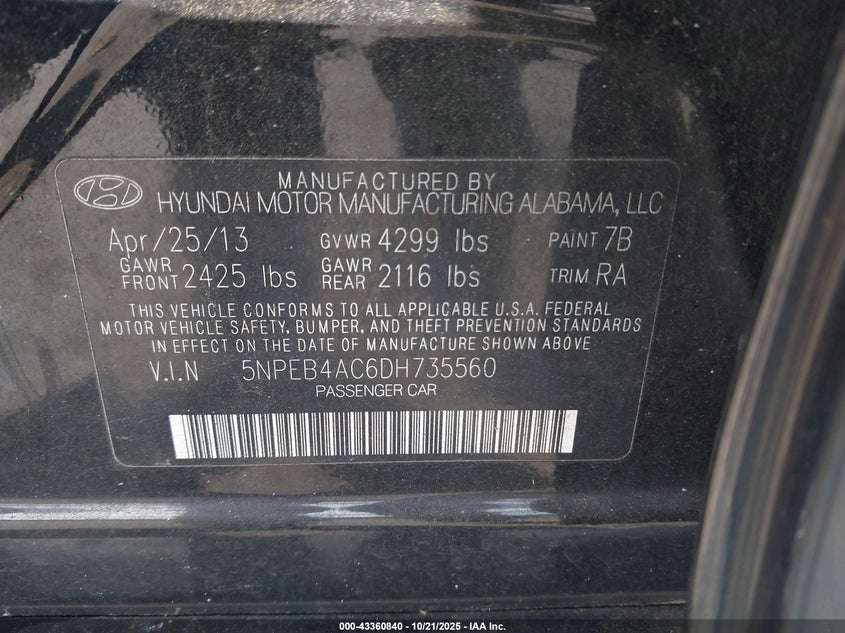 MANUFACTURED BY
HYUNDAI MOTOR MANUFACTURING ALABAMA, LLC
Apr/25/13 GVWR 4299 lbs PAINT 7B
GAWR FRONT 2425 lbs GAWR REAR 2116 lbs TRIM RA
THIS VEHICLE CONFORMS TO ALL APPLICABLE U.S.A. FEDERAL
MOTOR VEHICLE SAFETY, BUMPER, AND THEFT PREVENTION STANDARDS
IN EFFECT ON THE DATE OF MANUFACTURE SHOWN ABOVE
V.I.N 5NPEB4AC6DH735560
PASSENGER CAR
000-43360840 - 10/21/2025 - IAA Inc.